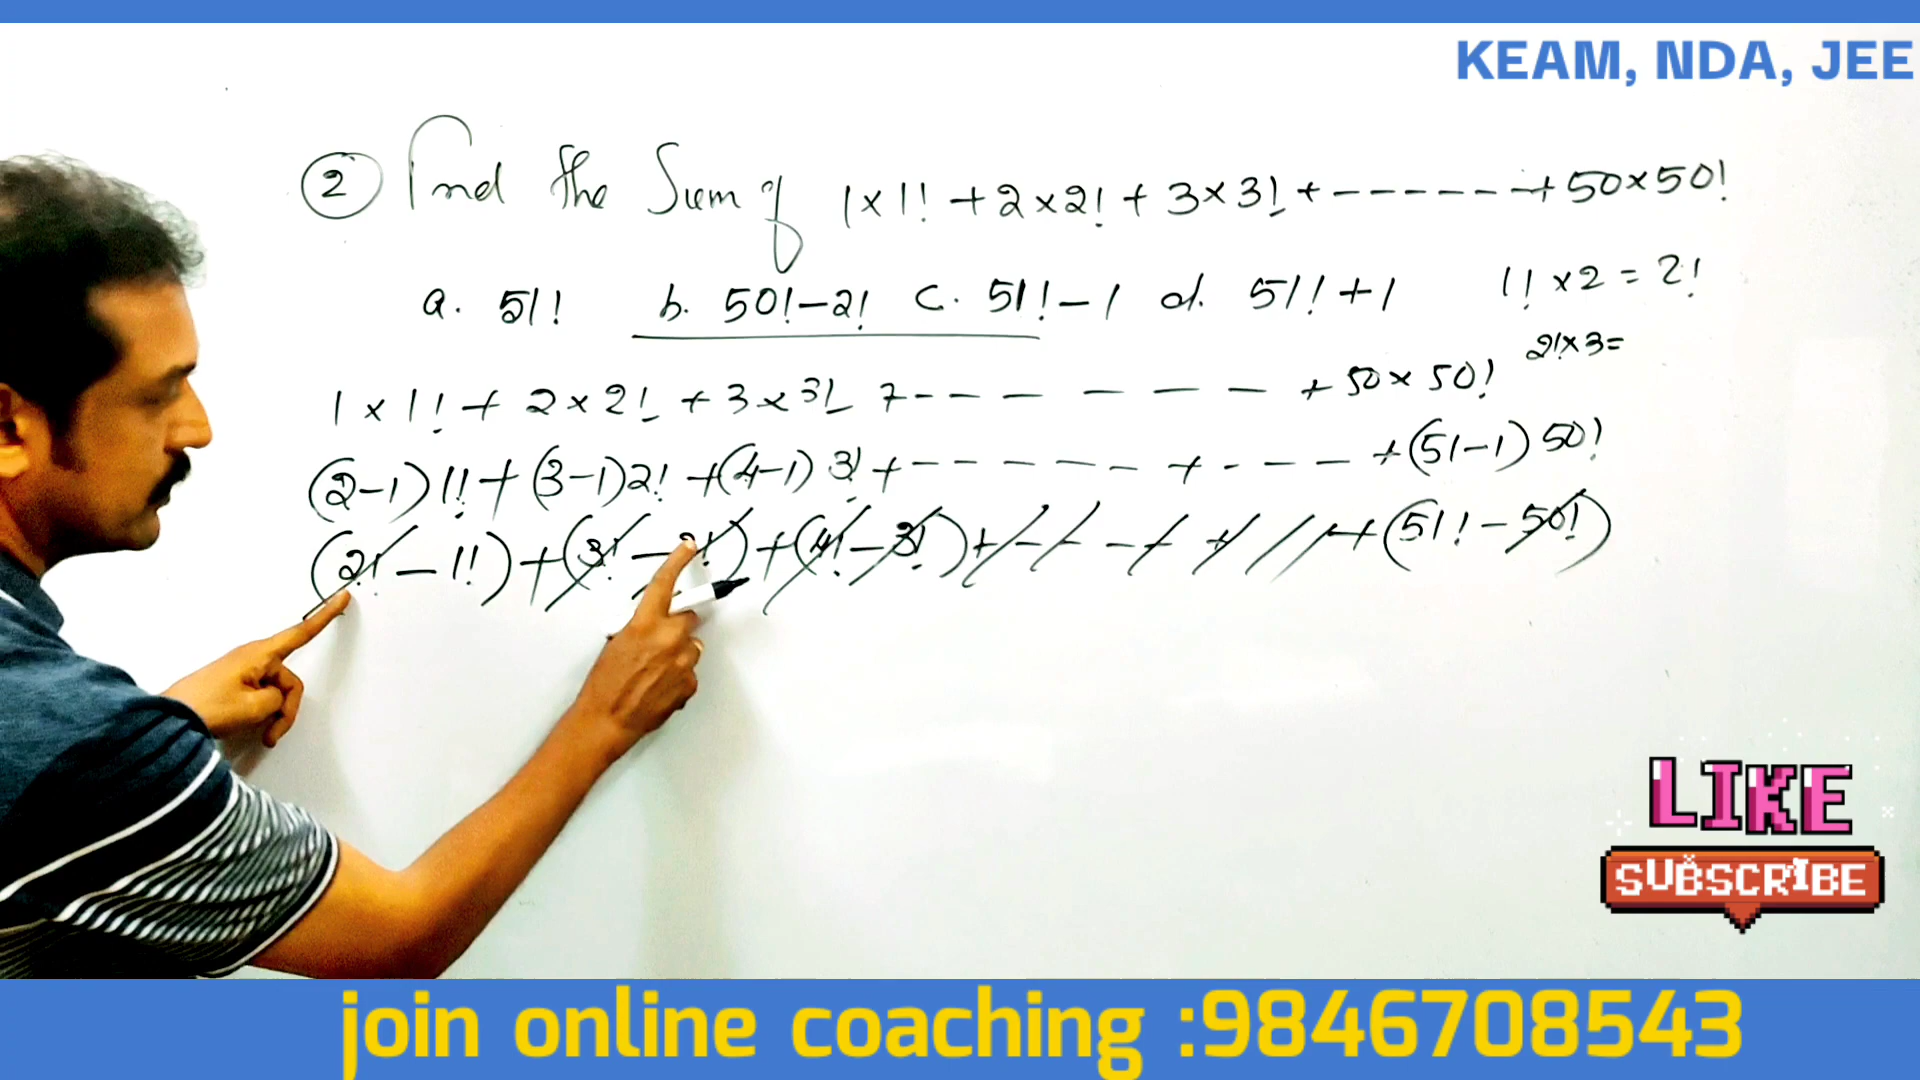 KEAM, NDA, JEE
2 Find the Sum of 1 × 1! + 2 × 2! + 3 × 3! + ------ + 50 × 50!
a. 51! b. 50! - 2! c. 51! - 1 d. 51! + 1
1! × 2 = 2!
2! × 3 =
1 × 1! + 2 × 2! + 3 × 3! + ------- + 50 × 50!
(2-1) 1! + (3-1) 2! + (4-1) 3! + ------ + ---- + (51-1) 50!
(2! - 1!) + (3! - 2!) + (4! - 3!) + --- + + (51! - 50!)
LIKE
SUBSCRIBE
join online coaching :9846708543